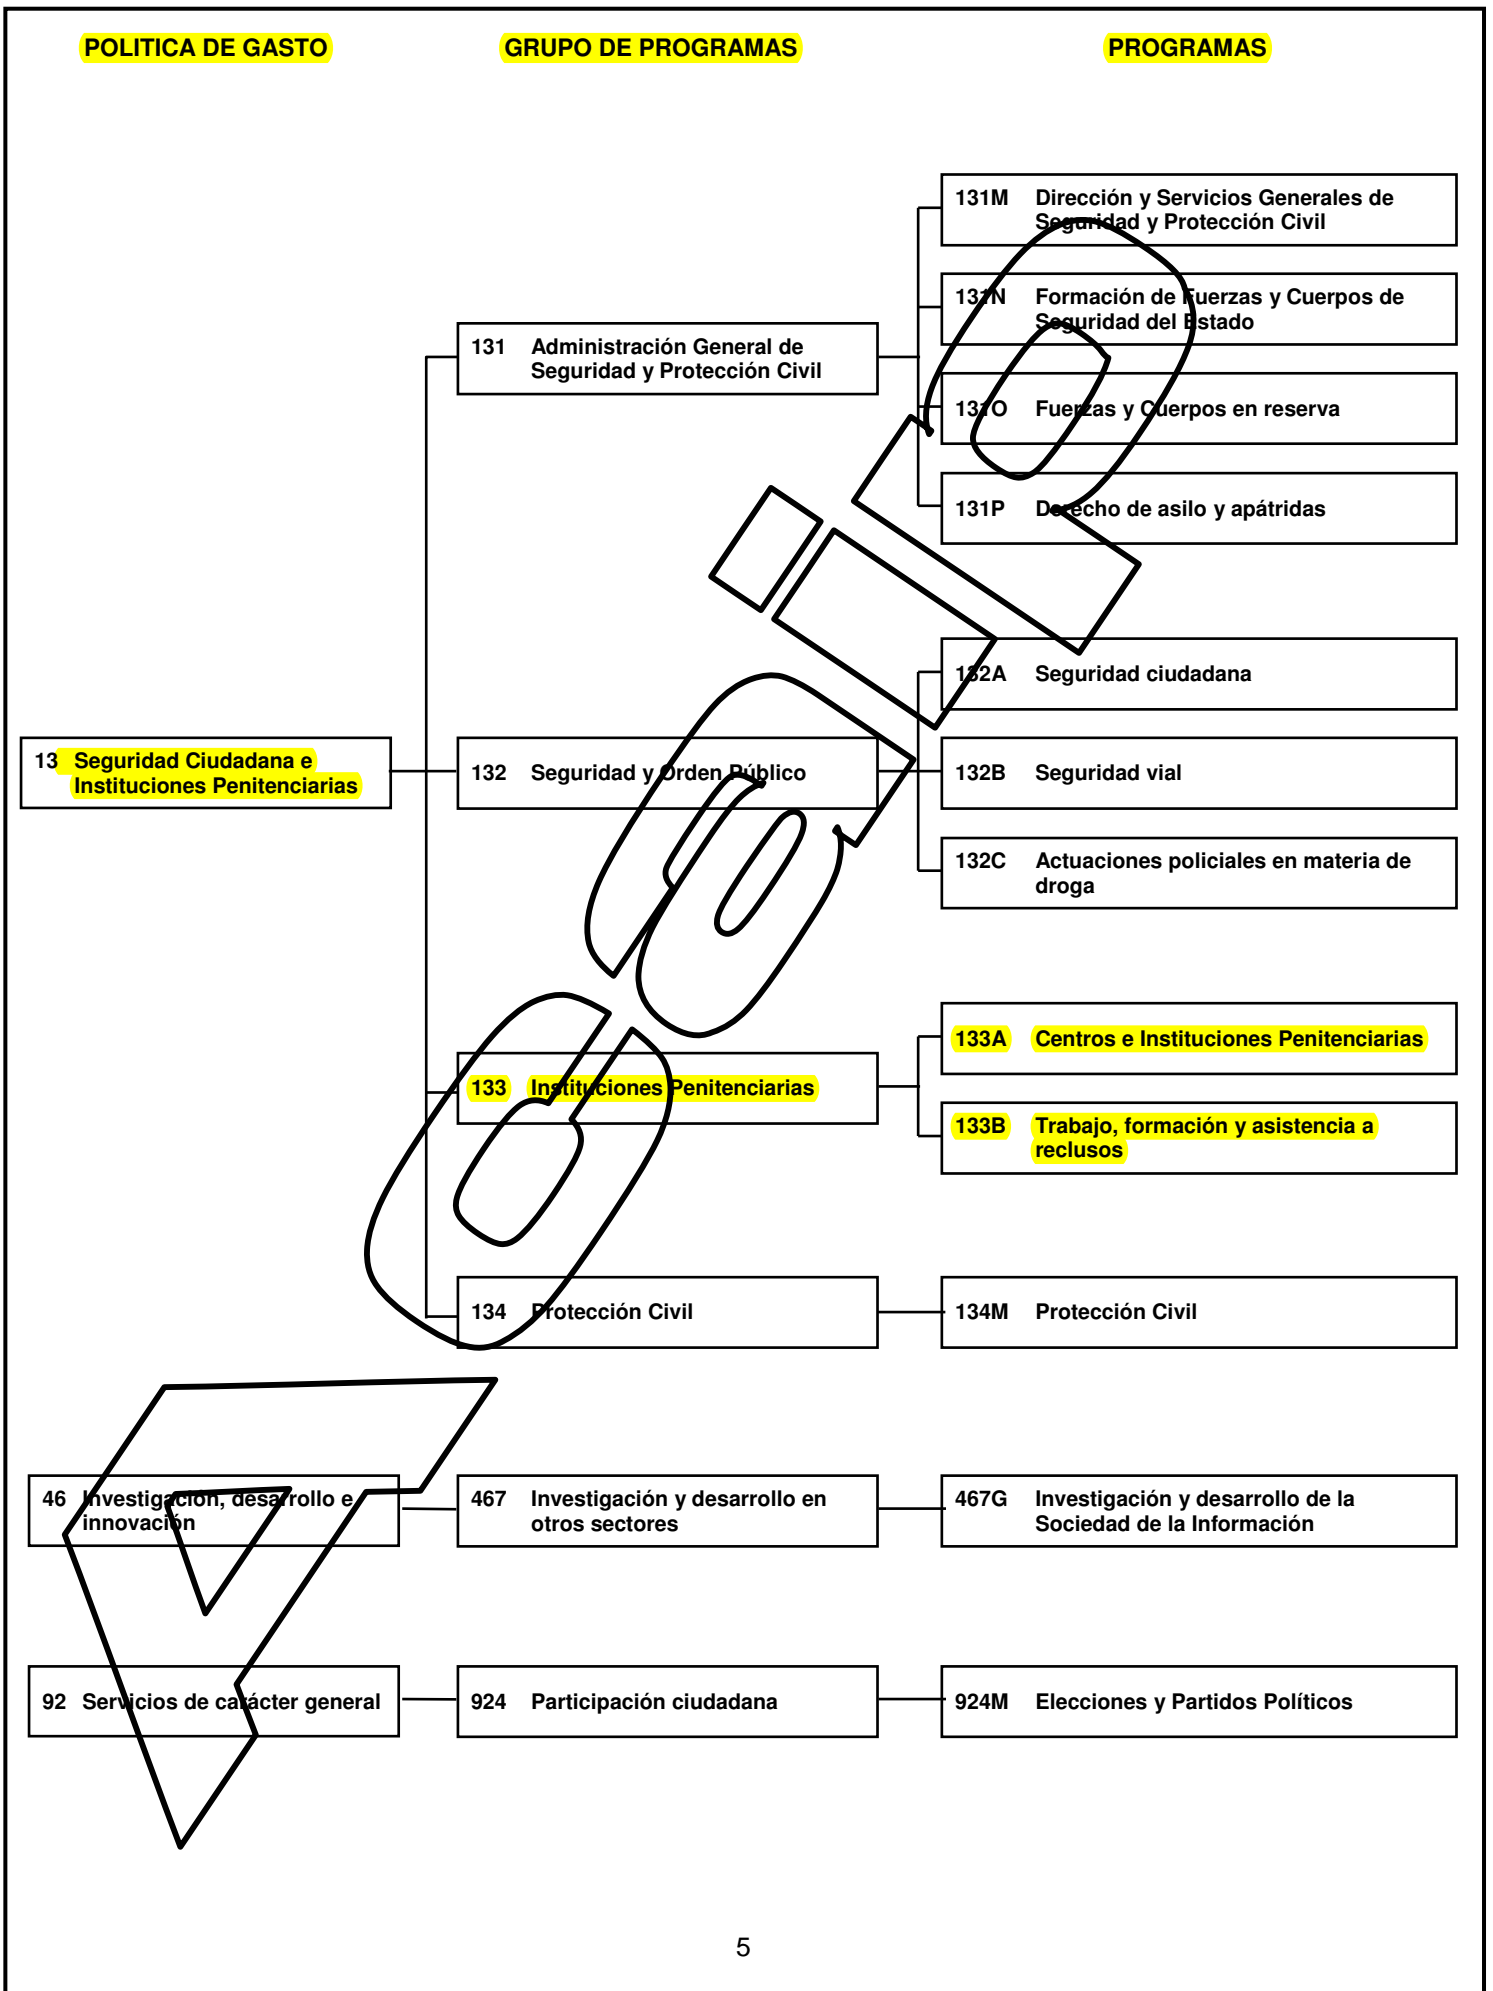 POLITICA DE GASTO
GRUPO DE PROGRAMAS
PROGRAMAS
131M Dirección y Servicios Generales de
Seguridad y Protección Civil
131N Formación de Fuerzas y Cuerpos de
Seguridad del Estado
131 Administración General de
Seguridad y Protección Civil
131O Fuerzas y Cuerpos en reserva
131P Derecho de asilo y apátridas
132A Seguridad ciudadana
13 Seguridad Ciudadana e
Instituciones Penitenciarias
132 Seguridad y Orden Público
132B Seguridad vial
132C Actuaciones policiales en materia de
droga
133A Centros e Instituciones Penitenciarias
133 Instituciones Penitenciarias
133B Trabajo, formación y asistencia a
reclusos
134 Protección Civil
134M Protección Civil
46 Investigación, desarrollo e
innovación
467 Investigación y desarrollo en
otros sectores
467G Investigación y desarrollo de la
Sociedad de la Información
92 Servicios de carácter general
924 Participación ciudadana
924M Elecciones y Partidos Políticos
5